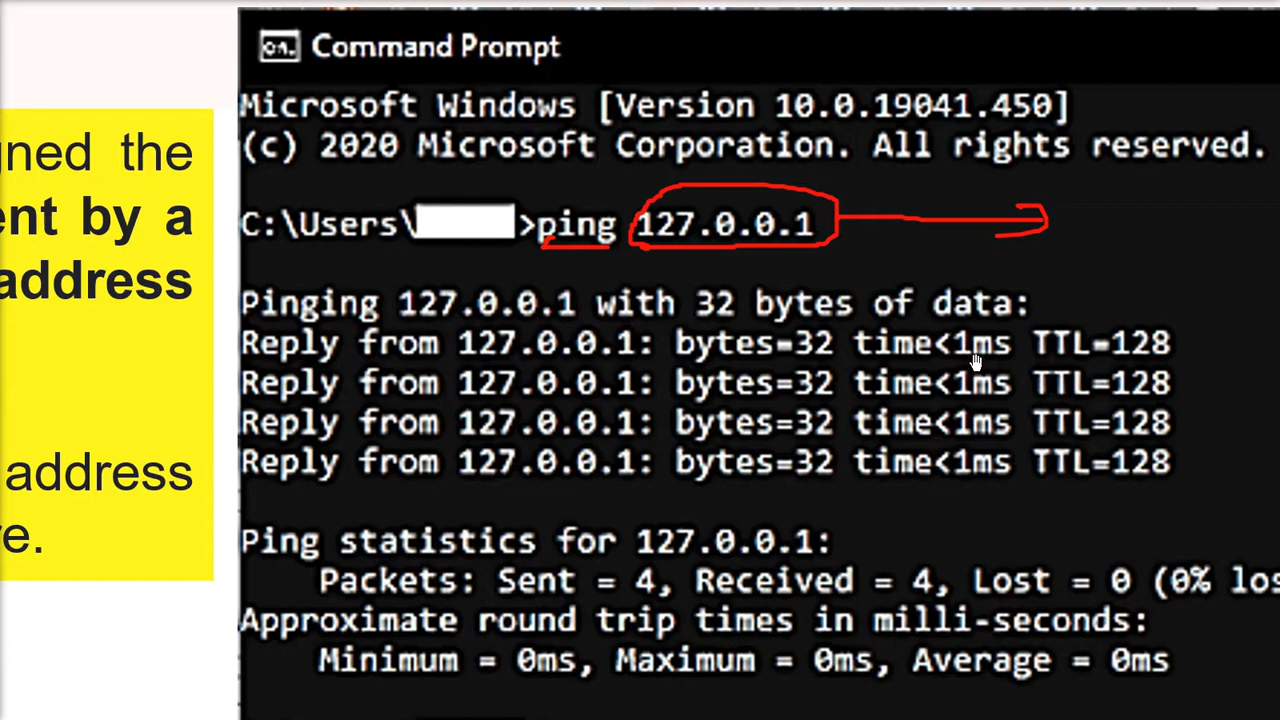 gned the
ent by a
address
address
re.
Command Prompt
Microsoft Windows [Version 10.0.19041.450]
(c) 2020 Microsoft Corporation. All rights reserved.
C:\Users\ >ping 127.0.0.1
Pinging 127.0.0.1 with 32 bytes of data:
Reply from 127.0.0.1: bytes=32 time<1ms TTL=128
Reply from 127.0.0.1: bytes=32 time<1ms TTL=128
Reply from 127.0.0.1: bytes=32 time<1ms TTL=128
Reply from 127.0.0.1: bytes=32 time<1ms TTL=128
Ping statistics for 127.0.0.1:
Packets: Sent = 4, Received = 4, Lost = 0 (0% los
Approximate round trip times in milli-seconds:
Minimum = 0ms, Maximum = 0ms, Average = 0ms